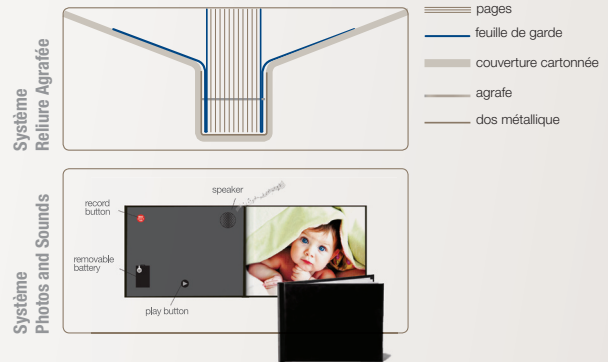 Système
Reliure Agrafée
pages
feuille de garde
couverture cartonnée
agrafe
dos métallique
Système
Photos and Sounds
speaker
record
button
removable
battery
play button